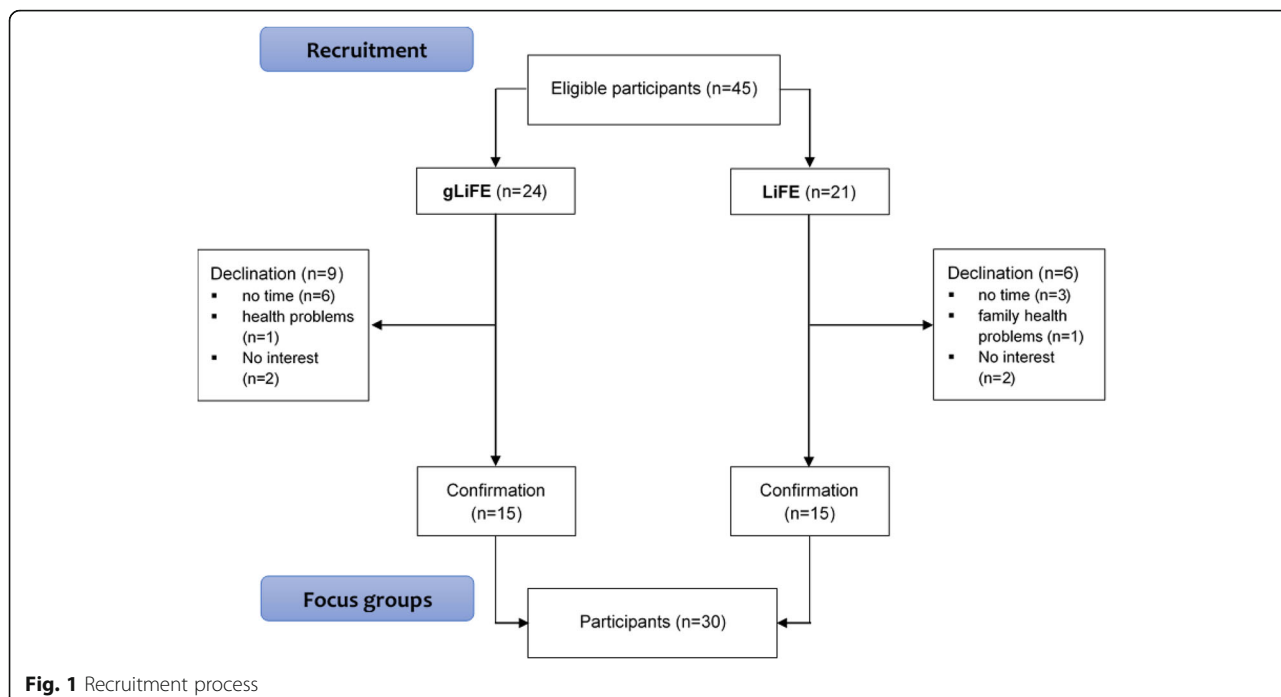 Recruitment
Eligible participants (n=45)
gLiFE (n=24)
LiFE (n=21)
Declination (n=9)
▪ no time (n=6)
▪ health problems
(n=1)
▪ No interest
(n=2)
Declination (n=6)
▪ no time (n=3)
▪ family health
problems (n=1)
▪ No interest
(n=2)
Confirmation
(n=15)
Confirmation
(n=15)
Focus groups
Participants (n=30)
Fig. 1 Recruitment process